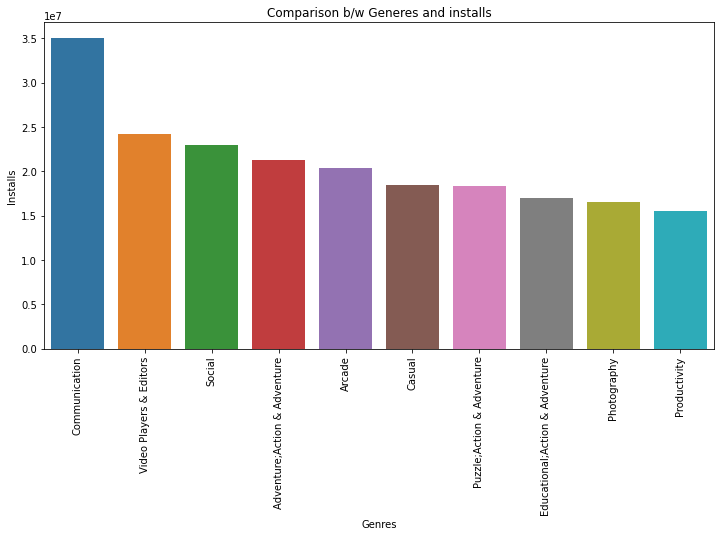 Comparison b/w Generes and installs
1e7
3.5
3.0
2.5
2.0
1.5
1.0
0.5
0.0
Installs
Communication
Video Players & Editors
Social
Adventure;Action & Adventure
Arcade
Casual
Puzzle;Action & Adventure
Educational;Action & Adventure
Photography
Productivity
Genres